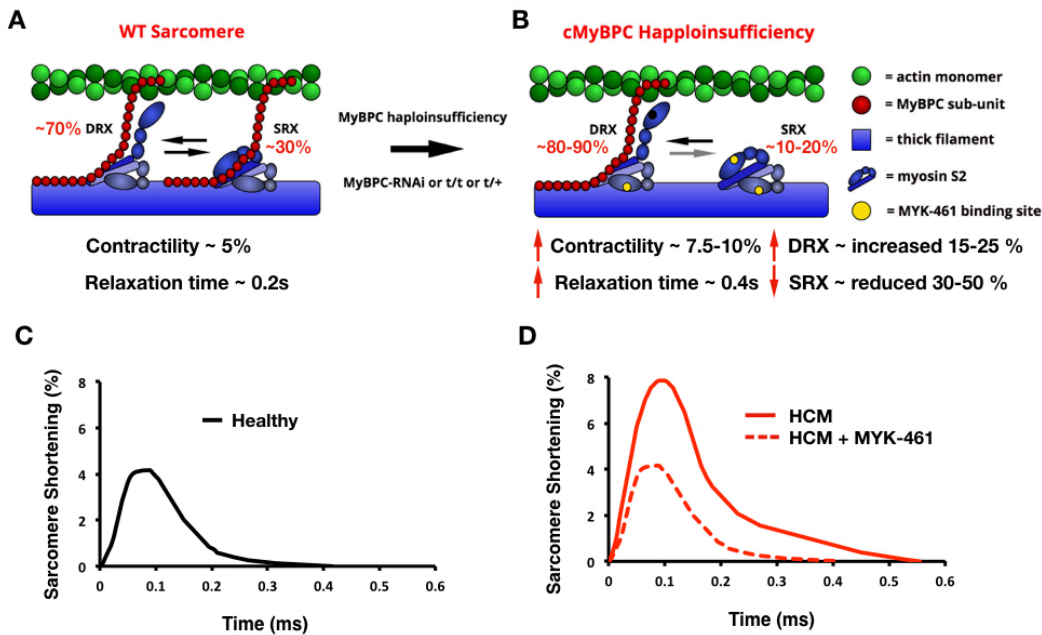 A
WT Sarcomere
~70% DRX
SRX
~30%
MyBPC haploinsufficiency
MyBPC-RNAi or t/t or t/+
Contractility ~ 5%
Relaxation time ~ 0.2s
B
cMyBPC Happloinsufficiency
DRX
~80-90%
SRX
~10-20%
= actin monomer
= MyBPC sub-unit
= thick filament
= myosin S2
= MYK-461 binding site
Contractility ~ 7.5-10%
DRX ~ increased 15-25 %
Relaxation time ~ 0.4s
SRX ~ reduced 30-50 %
C
Sarcomere Shortening (%)
8
6
4
2
0
Healthy
0 0.1 0.2 0.3 0.4 0.5 0.6
Time (ms)
D
Sarcomere Shortening (%)
8
6
4
2
0
HCM
HCM + MYK-461
0 0.1 0.2 0.3 0.4 0.5 0.6
Time (ms)